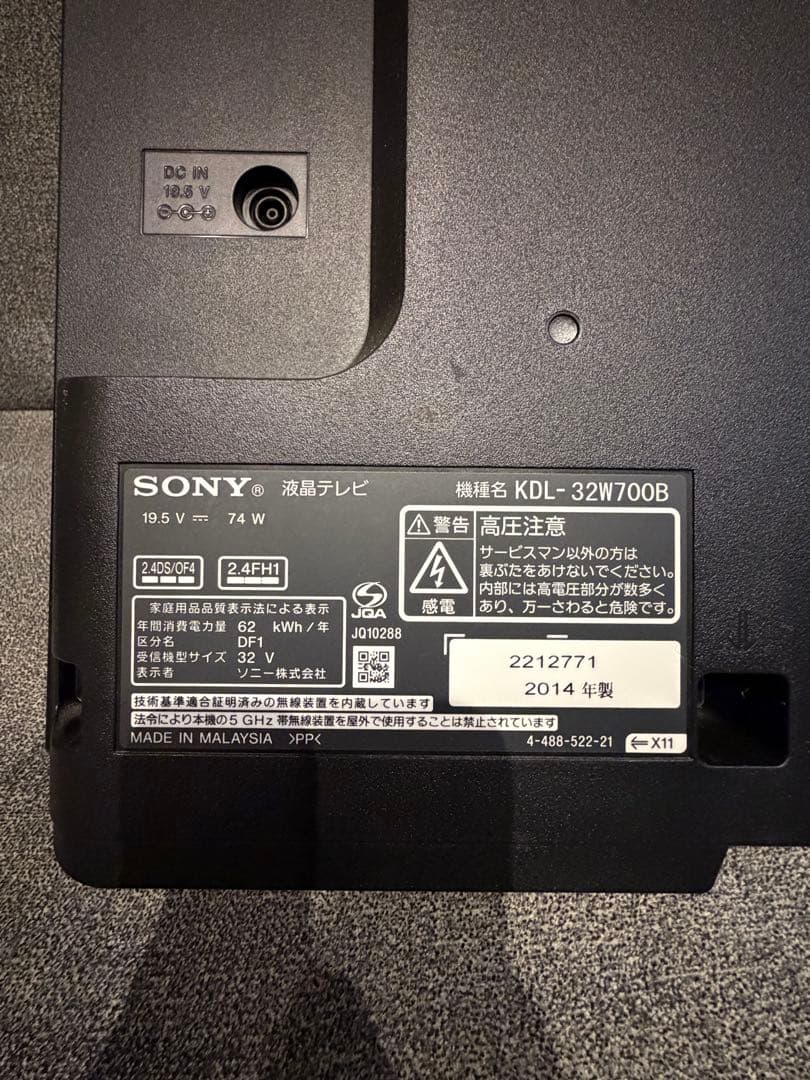 DC IN
19.5 V
SONY® 液晶テレビ 機種名 KDL- 32W700B
19.5 V 74 W
2.4DS/OF4 2.4FH1
警告 高圧注意
サービスマン以外の方は
裏ぶたをあけないでください。
内部には高電圧部分が数多く
あり、万一さわると危険です。
感電
家庭用品品質表示法による表示
年間消費電力量 62 kWh / 年
区分名 DF1
受信機型サイズ 32 V
表示者 ソニー株式会社
JQA
JQ10288
2212771
2014 年製
技術基準適合証明済みの無線装置を内蔵しています
法令により本機の5 GHz 帯無線装置を屋外で使用することは禁止されています
MADE IN MALAYSIA >PP< 4-488-522-21 ⇐ X11